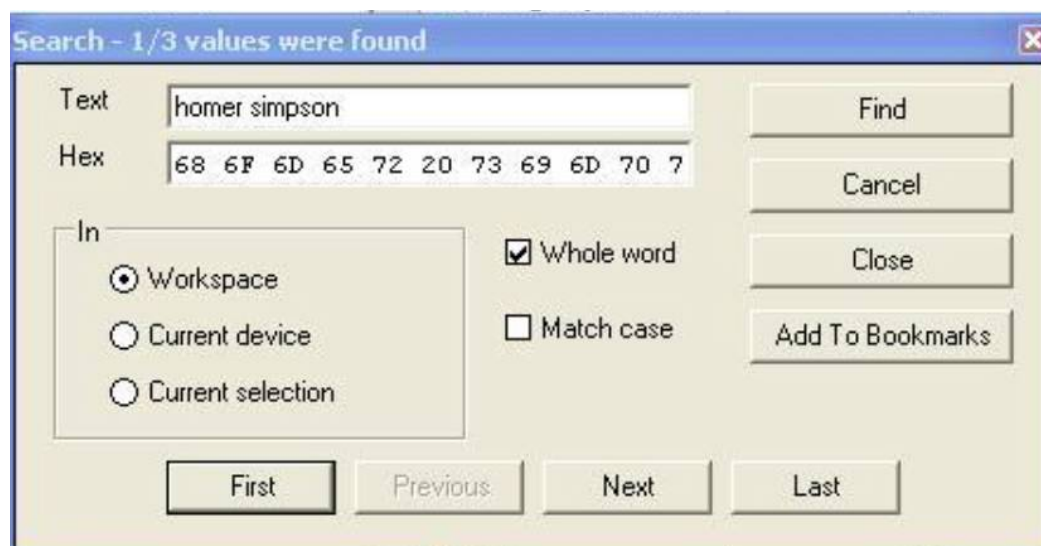 Search - 1/3 values were found
Text
homer simpson
Find
Hex
68 6F 6D 65 72 20 73 69 6D 70 7
Cancel
In
Workspace
Whole word
Close
Current device
Match case
Add To Bookmarks
Current selection
First
Previous
Next
Last